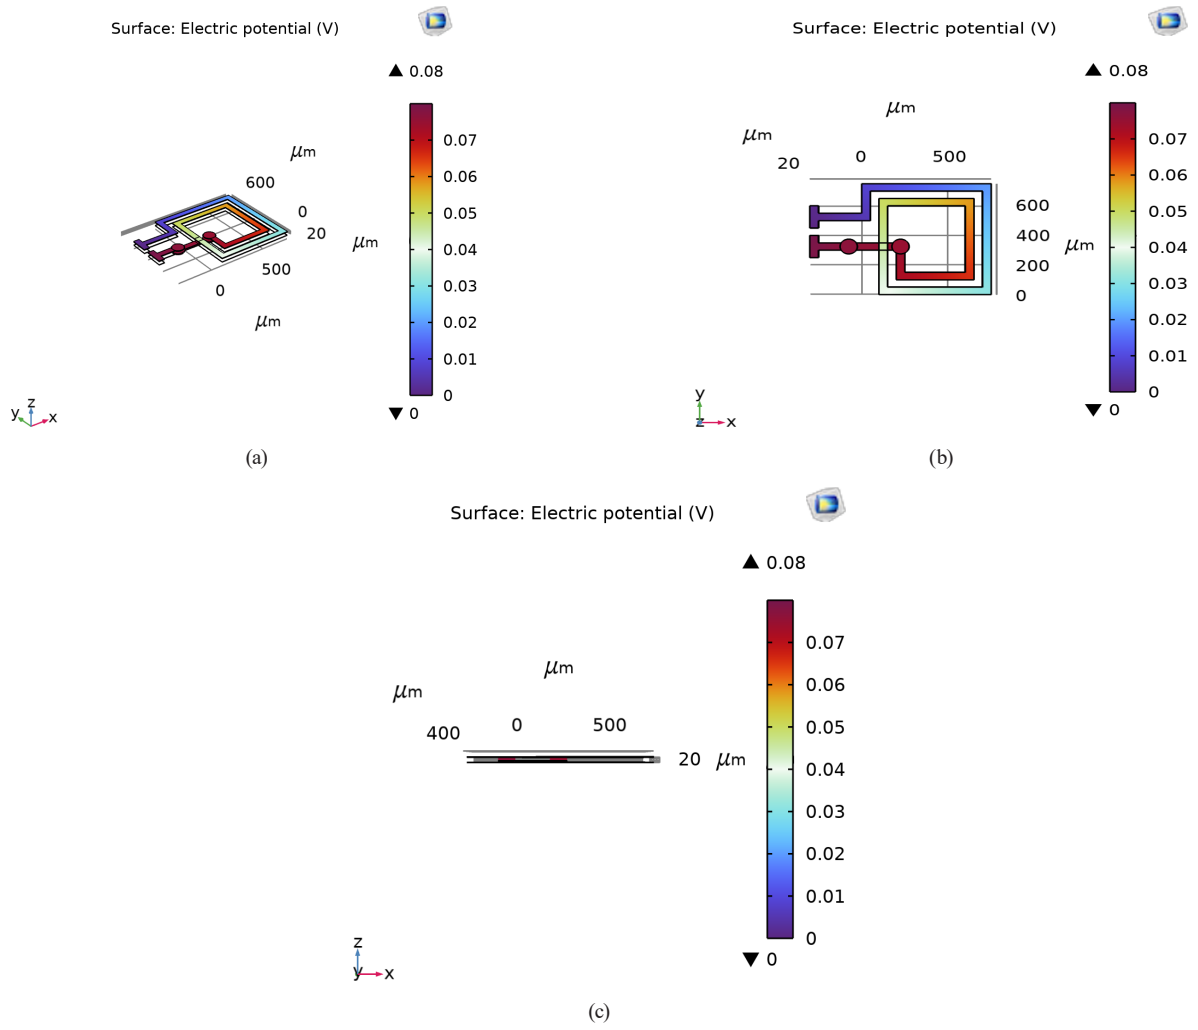 Surface: Electric potential (V)
▲ 0.08
0.07
0.06
0.05
0.04
0.03
0.02
0.01
0
▼ 0
μm
600
0
20
μm
500
0
μm
y z x
(a)
Surface: Electric potential (V)
▲ 0.08
0.07
0.06
0.05
0.04
0.03
0.02
0.01
0
▼ 0
μm
μm
20 0 500
600
400
μm
200
0
y
z x
(b)
Surface: Electric potential (V)
▲ 0.08
0.07
0.06
0.05
0.04
0.03
0.02
0.01
0
▼ 0
μm
μm
400 0 500
20 μm
z
y x
(c)